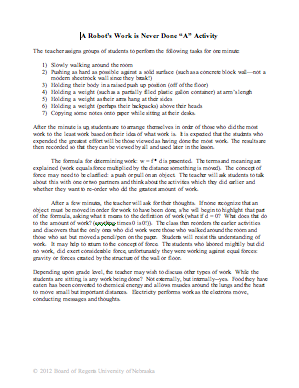 A Robot's Work is Never Done "A" Activity
The teacher assigns groups of students to perform the following tasks for one minute
1) Slowly walking around the room
2) Pushing as hard as possible against a solid surface (such as a concrete block wall—not a
modern sheetrock wall since they break!)
3) Holding their body in a raised push up position (off of the floor)
4) Holding a weight (such as a partially filled plastic gallon container) at arm's length
5) Holding a weight as their arm hang at their sides
6) Holding a weight (perhaps their backpacks) above their heads
7) Copying some notes onto paper while sitting at their desks.
After the minute is up students are to arrange themselves in order of those who did the most
work to the least work based on their idea of what work is. It is expected that the students who
expended the greatest effort will be those viewed as having done the most work. The results are
then recorded so that they can be viewed by all and used later in the lesson.
The formula for determining work: w = f * d is presented. The terms and meaning are
explained (work equals force multiplied by the distance something is moved). The concept of
force may need to be clarified: a push or pull on an object. The teacher will ask students to talk
about this with one or two partners and think about the activities which they did earlier and
whether they want to re-order who did the greatest amount of work.
After a few minutes, the teacher will ask for their thoughts. If none recognize that an
object must be moved in order for work to have been done, s/he will begin to highlight that part
of the formula, asking what it means to the definition of work (what if d = 0? What does this do
to the amount of work? times 0 is 0?)). The class then reorders the earlier activities
and discovers that the only ones who did work were those who walked around the room and
those who sat but moved a pencil/pen on the paper. Students will resist the understanding of
work. It may help to return to the concept of force. The students who labored mightily but did
no work, did exert considerable force; unfortunately they were working against equal forces:
gravity or forces created by the structure of the wall or floor.
Depending upon grade level, the teacher may wish to discuss other types of work. While the
students are sitting is any work being done? Not externally, but internally—yes. Food they have
eaten has been converted to chemical energy and allows muscles around the lungs and the heart
to move small but important distances. Electricity performs work as the electrons move,
conducting messages and thoughts.
© 2012 Board of Regents University of Nebraska